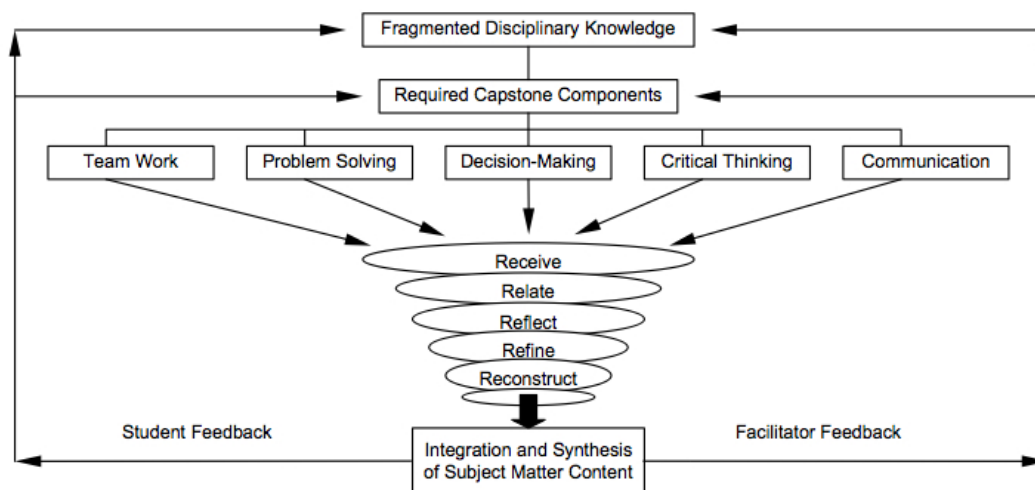 Fragmented Disciplinary Knowledge
Required Capstone Components
Team Work
Problem Solving
Decision-Making
Critical Thinking
Communication
Receive
Relate
Reflect
Refine
Reconstruct
Student Feedback
Facilitator Feedback
Integration and Synthesis
of Subject Matter Content